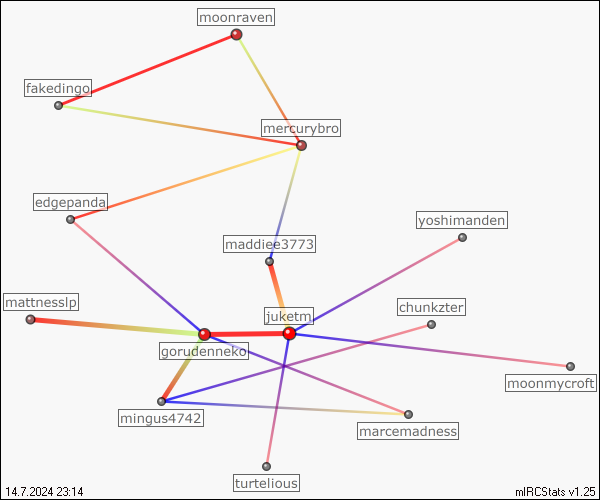 moonraven
fakedingo
mercurybro
edgepanda
yoshimanden
maddiee3773
mattnesslp
chunkzter
juketm
gorudenneko
moonmycroft
mingus4742
marcemadness
turtelious
14.7.2024 23:14
mIRCStats v1.25